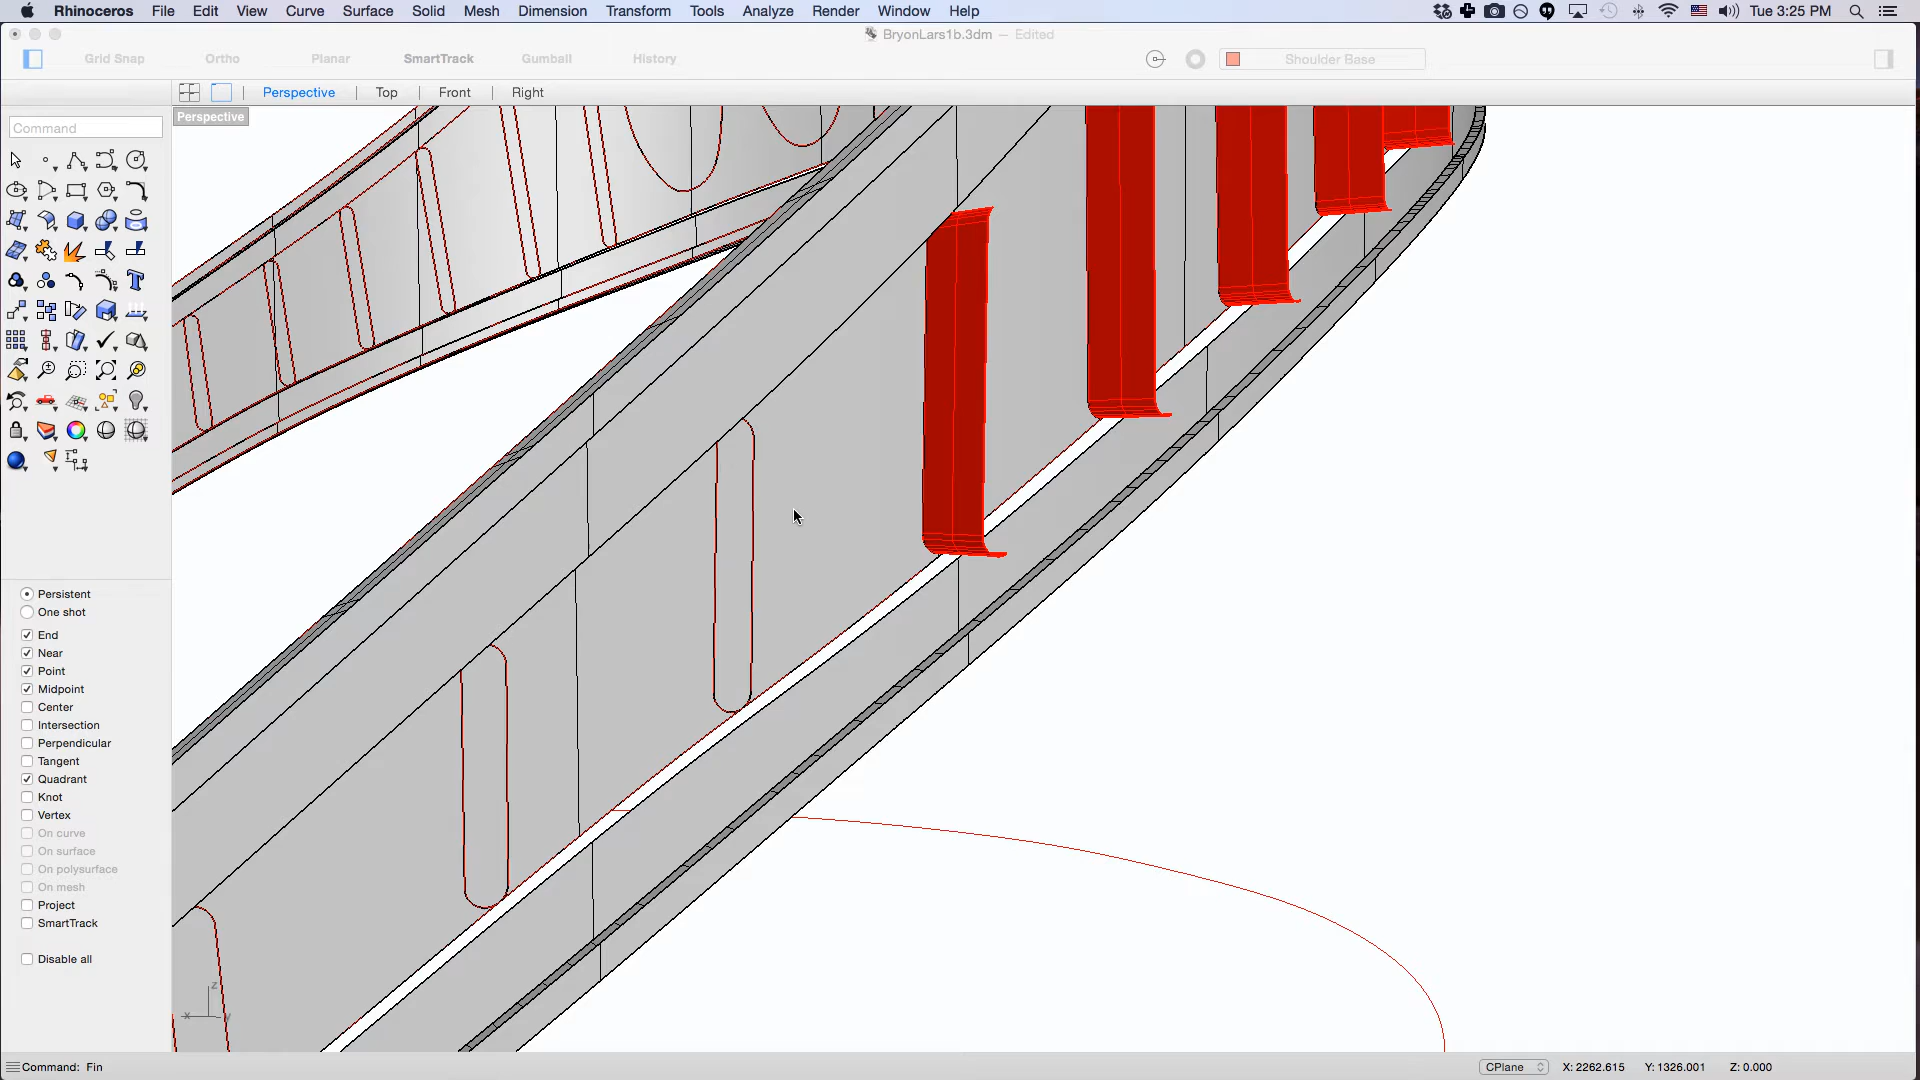 Rhinoceros File Edit View Curve Surface Solid Mesh Dimension Transform Tools Analyze Render Window Help Tue 3:25 PM
BryonLars1b.3dm — Edited
Grid Snap Ortho Planar SmartTrack Gumball History Shoulder Base
Perspective Top Front Right
Perspective
Command
Persistent
One shot
End
Near
Point
Midpoint
Center
Intersection
Perpendicular
Tangent
Quadrant
Knot
Vertex
On curve
On surface
On polysurface
On mesh
Project
SmartTrack
Disable all
z
x y
Command: Fin CPlane X: 2262.615 Y: 1326.001 Z: 0.000